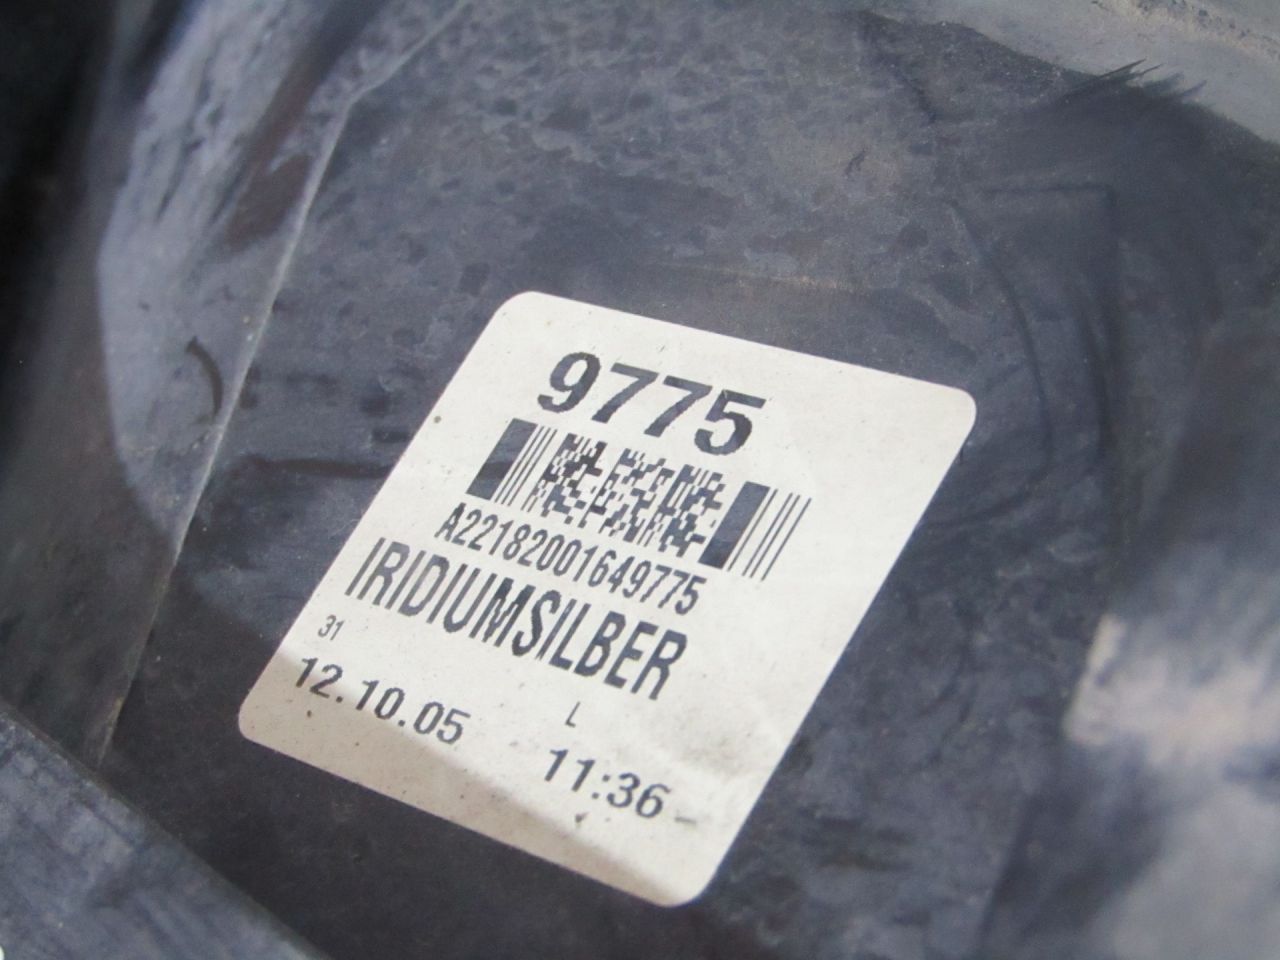 9775
A22182001649775
IRIDIUMSILBER
31
L
12.10.05 11:36